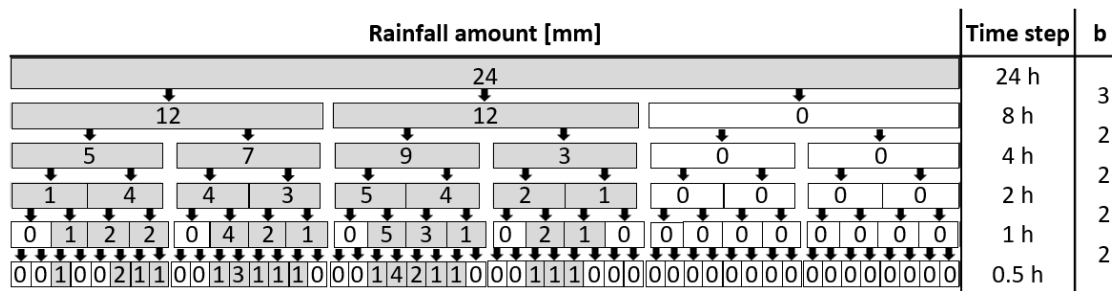 Rainfall amount [mm] Time step b
24 24 h
3
12 12 0 8 h
2
5 7 9 3 0 0 4 h
2
1 4 4 3 5 4 2 1 0 0 0 0 2 h
2
0 1 2 2 0 4 2 1 0 5 3 1 0 2 1 0 0 0 0 0 0 0 0 0 1 h
2
0 0 1 0 0 2 1 1 0 0 1 3 1 1 1 0 0 0 1 4 2 1 1 0 0 0 1 1 1 0 0 0 0 0 0 0 0 0 0 0 0 0 0 0 0 0 0 0 0.5 h